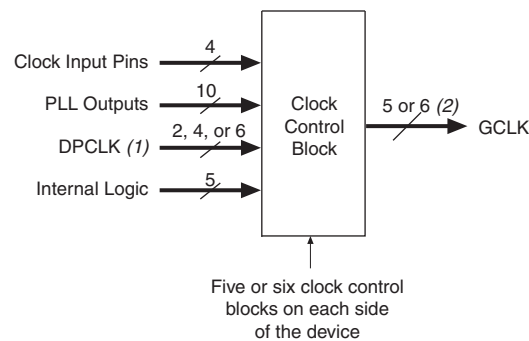 4
Clock Input Pins
10
PLL Outputs
2, 4, or 6
DPCLK (1)
5
Internal Logic
Clock
Control
Block
5 or 6 (2)
GCLK
Five or six clock control
blocks on each side
of the device